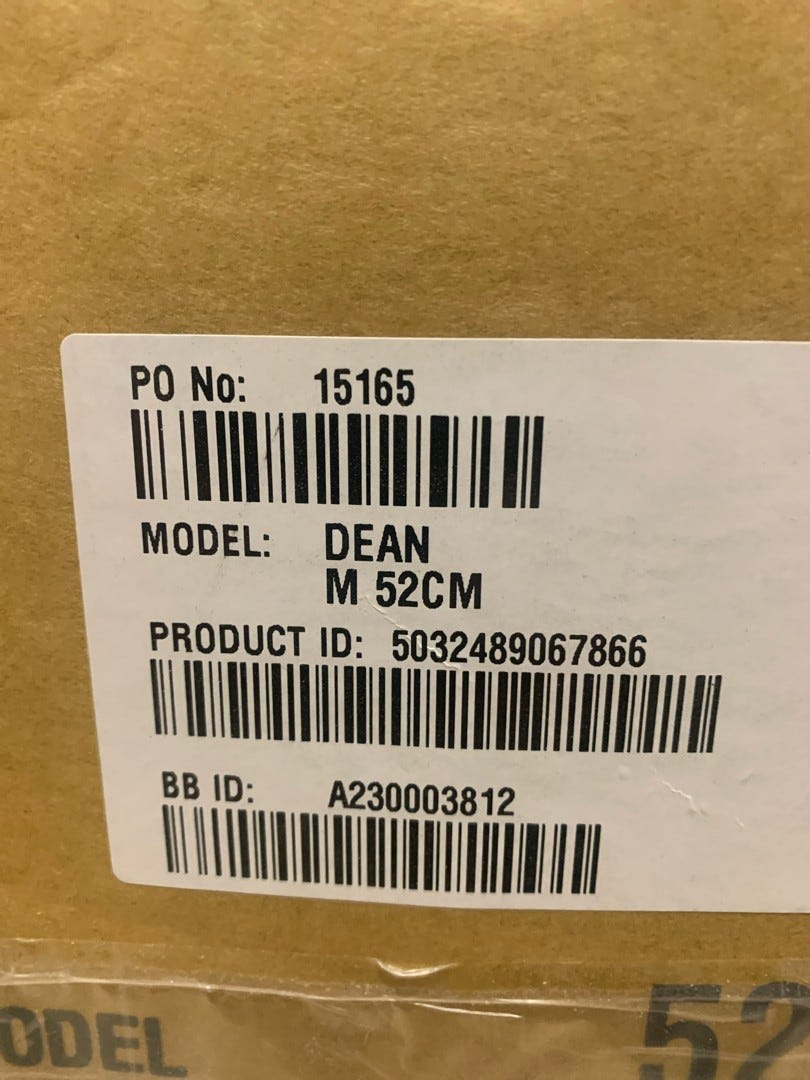 PO No: 15165
MODEL: DEAN
M 52CM
PRODUCT ID: 5032489067866
BB ID: A230003812
ODEL 52